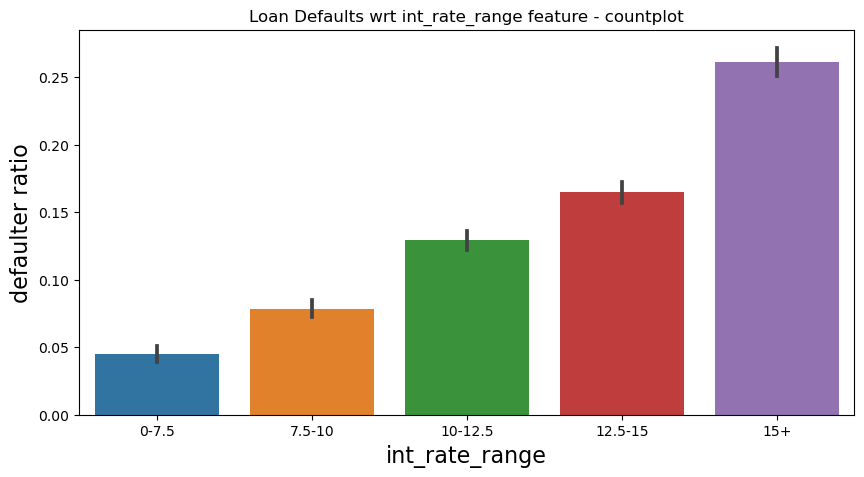 Loan Defaults wrt int_rate_range feature - countplot
defaulter ratio
0.25
0.20
0.15
0.10
0.05
0.00
0-7.5 7.5-10 10-12.5 12.5-15 15+
int_rate_range